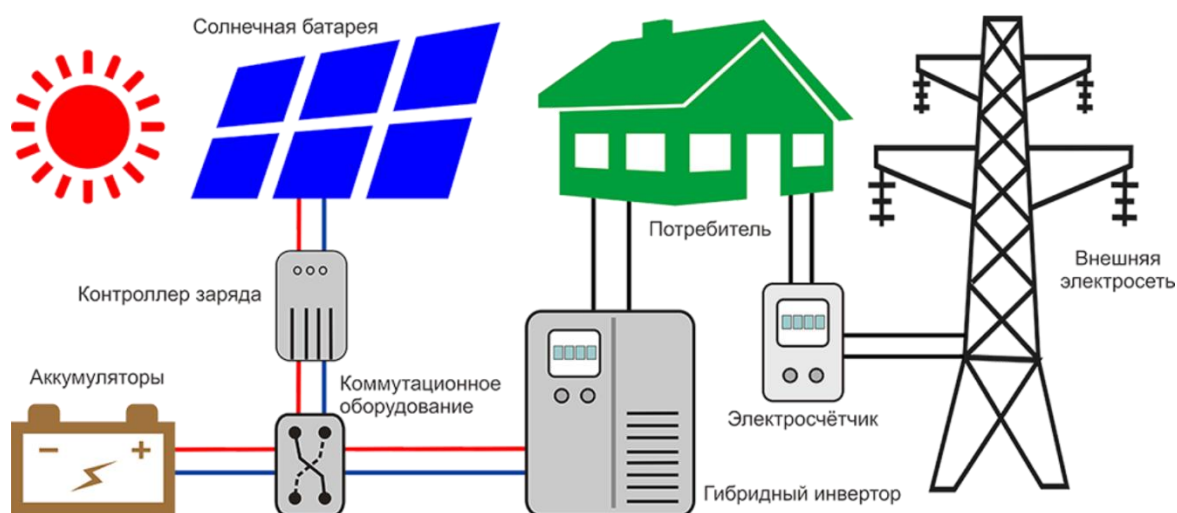 Солнечная батарея
Потребитель
Внешняя
электросеть
Контроллер заряда
Аккумуляторы
Коммутационное
оборудование
Электросчётчик
Гибридный инвертор